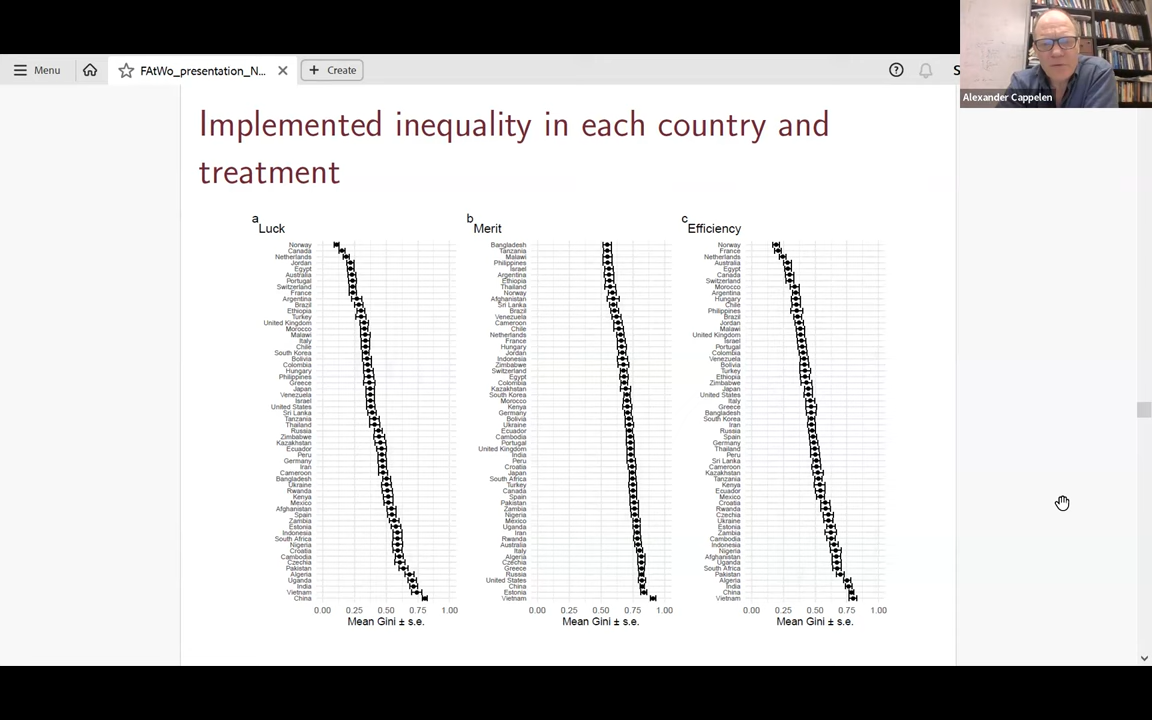 Menu
FAtWo_presentation_N...
Create
S
Alexander Cappelen
Implemented inequality in each country and
treatment
a
Luck
Norway
Canada
Netherlands
Jordan
Egypt
Australia
Portugal
Switzerland
France
Argentina
Brazil
Ethiopia
Turkey
United Kingdom
Morocco
Malawi
Italy
Chile
South Korea
Bolivia
Colombia
Hungary
Philippines
Greece
Japan
Venezuela
Israel
United States
Sri Lanka
Tanzania
Thailand
Russia
Zimbabwe
Kazakhstan
Ecuador
Peru
Germany
Iran
Cameroon
Bangladesh
Ukraine
Rwanda
Kenya
Mexico
Afghanistan
Spain
Zambia
Estonia
Indonesia
South Africa
Nigeria
Croatia
Cambodia
Czechia
Pakistan
Algeria
Uganda
India
Vietnam
China
0.00 0.25 0.50 0.75 1.00
Mean Gini ± s.e.
b
Merit
Bangladesh
Tanzania
Malawi
Philippines
Israel
Argentina
Ethiopia
Thailand
Norway
Afghanistan
Sri Lanka
Brazil
Venezuela
Cameroon
Chile
Netherlands
France
Hungary
Jordan
Indonesia
Zimbabwe
Switzerland
Egypt
Colombia
Kazakhstan
South Korea
Morocco
Kenya
Germany
Bolivia
Ukraine
Ecuador
Cambodia
Portugal
United Kingdom
India
Peru
Croatia
Japan
South Africa
Turkey
Canada
Spain
Pakistan
Zambia
Nigeria
Mexico
Uganda
Iran
Rwanda
Australia
Italy
Algeria
Czechia
Greece
Russia
United States
China
Estonia
Vietnam
0.00 0.25 0.50 0.75 1.00
Mean Gini ± s.e.
c
Efficiency
Norway
France
Netherlands
Australia
Egypt
Canada
Switzerland
Morocco
Argentina
Hungary
Chile
Philippines
Brazil
Jordan
Malawi
United Kingdom
Israel
Portugal
Colombia
Venezuela
Bolivia
Turkey
Ethiopia
Zimbabwe
Japan
United States
Italy
Greece
Bangladesh
South Korea
Iran
Russia
Spain
Germany
Thailand
Peru
Sri Lanka
Cameroon
Kazakhstan
Tanzania
Kenya
Ecuador
Mexico
Croatia
Rwanda
Czechia
Ukraine
Estonia
Zambia
Cambodia
Indonesia
Nigeria
Afghanistan
Uganda
South Africa
Pakistan
Algeria
India
China
Vietnam
0.00 0.25 0.50 0.75 1.00
Mean Gini ± s.e.